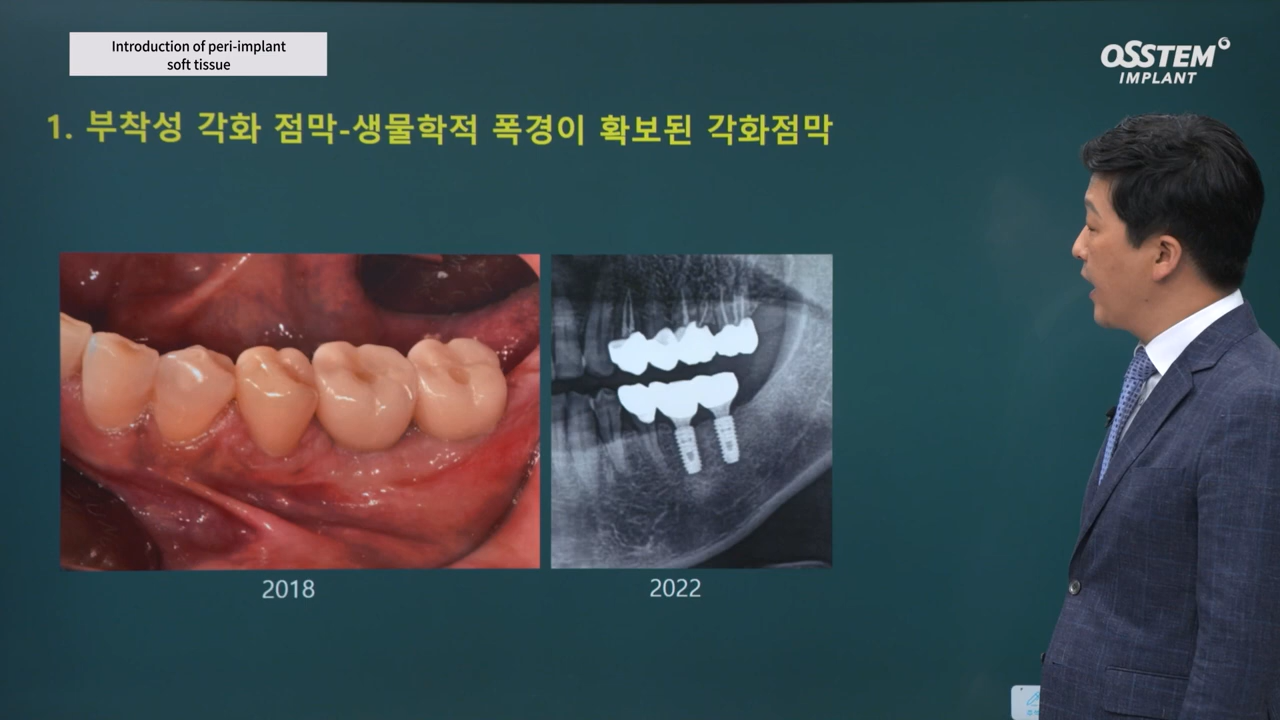 Introduction of peri-implant
soft tissue
OSSTEM
IMPLANT
1. 부착성 각화 점막-생물학적 폭경이 확보된 각화점막
2018
2022